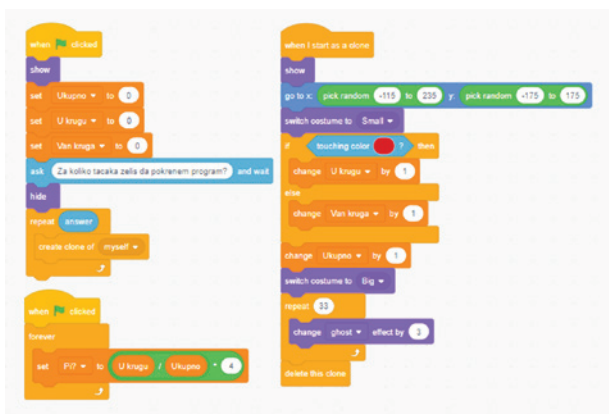 when clicked
show
set Ukupno to 0
set U krugu to 0
set Van kruga to 0
ask Za koliko tacaka zelis da pokrenem program? and wait
hide
repeat answer
create clone of myself
when clicked
forever
set Pi? to U krugu / Ukupno * 4
when I start as a clone
show
go to x: pick random -115 to 235 y: pick random -175 to 175
switch costume to Small
if touching color ? then
change U krugu by 1
else
change Van kruga by 1
change Ukupno by 1
switch costume to Big
repeat 33
change ghost effect by 3
delete this clone